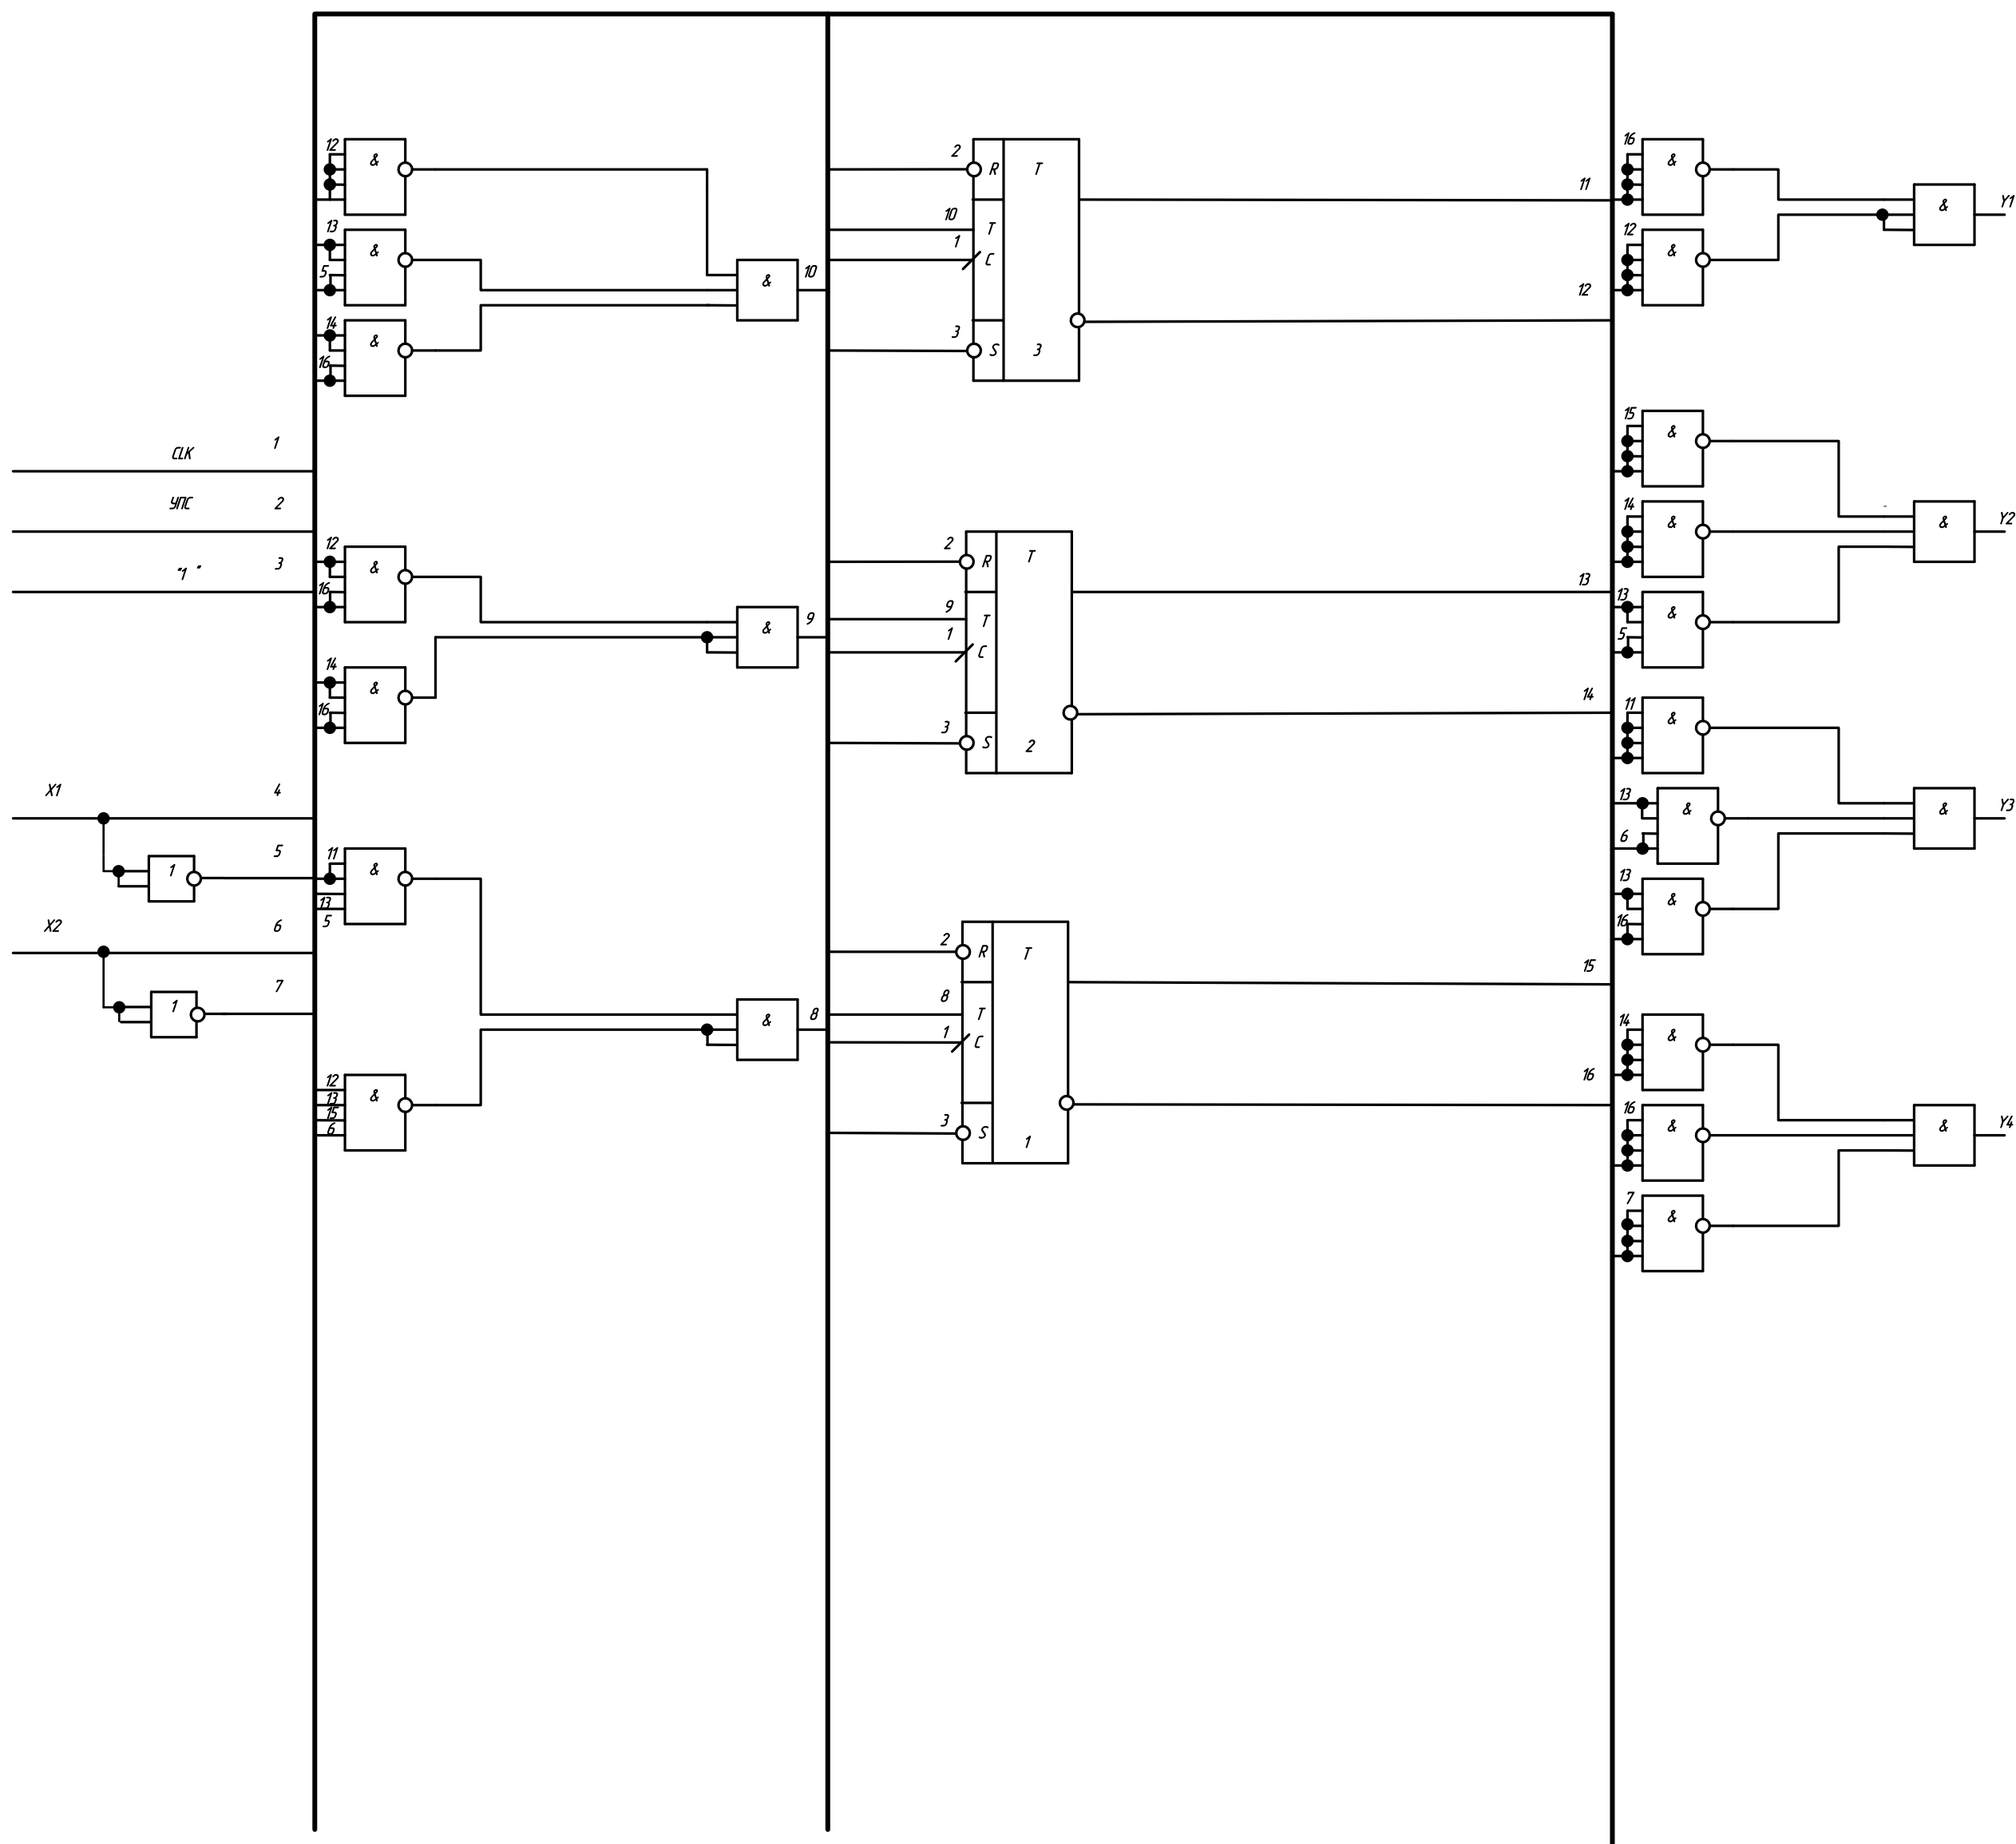 CLK 1
УПС 2
"1" 3
X1 4
1 5
X2 6
1 7
12 &
13 &
5
14 &
16
& 10
12 &
16
14 &
16
& 9
11 &
13
5
12 &
13
15
6
& 8
2 R T
10 T
1 C
3 S 3
11
12
2 R T
9 T
1 C
3 S 2
13
14
2 R T
8 T
1 C
3 S 1
15
16
16 &
12 &
& Y1
15 &
14 &
13 &
5
& Y2
11 &
13 &
6
13 &
16
& Y3
14 &
16 &
7 &
& Y4